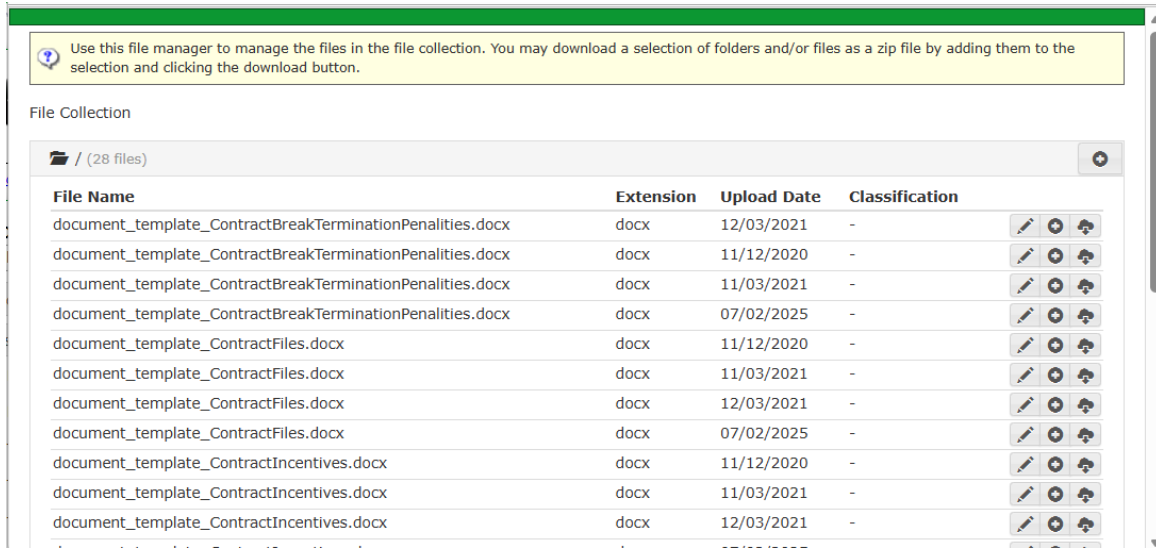 Use this file manager to manage the files in the file collection. You may download a selection of folders and/or files as a zip file by adding them to the
selection and clicking the download button.
File Collection
/ (28 files)
File Name Extension Upload Date Classification
document_template_ContractBreakTerminationPenalities.docx docx 12/03/2021 -
document_template_ContractBreakTerminationPenalities.docx docx 11/12/2020 -
document_template_ContractBreakTerminationPenalities.docx docx 11/03/2021 -
document_template_ContractBreakTerminationPenalities.docx docx 07/02/2025 -
document_template_ContractFiles.docx docx 11/12/2020 -
document_template_ContractFiles.docx docx 11/03/2021 -
document_template_ContractFiles.docx docx 12/03/2021 -
document_template_ContractFiles.docx docx 07/02/2025 -
document_template_ContractIncentives.docx docx 11/12/2020 -
document_template_ContractIncentives.docx docx 11/03/2021 -
document_template_ContractIncentives.docx docx 12/03/2021 -